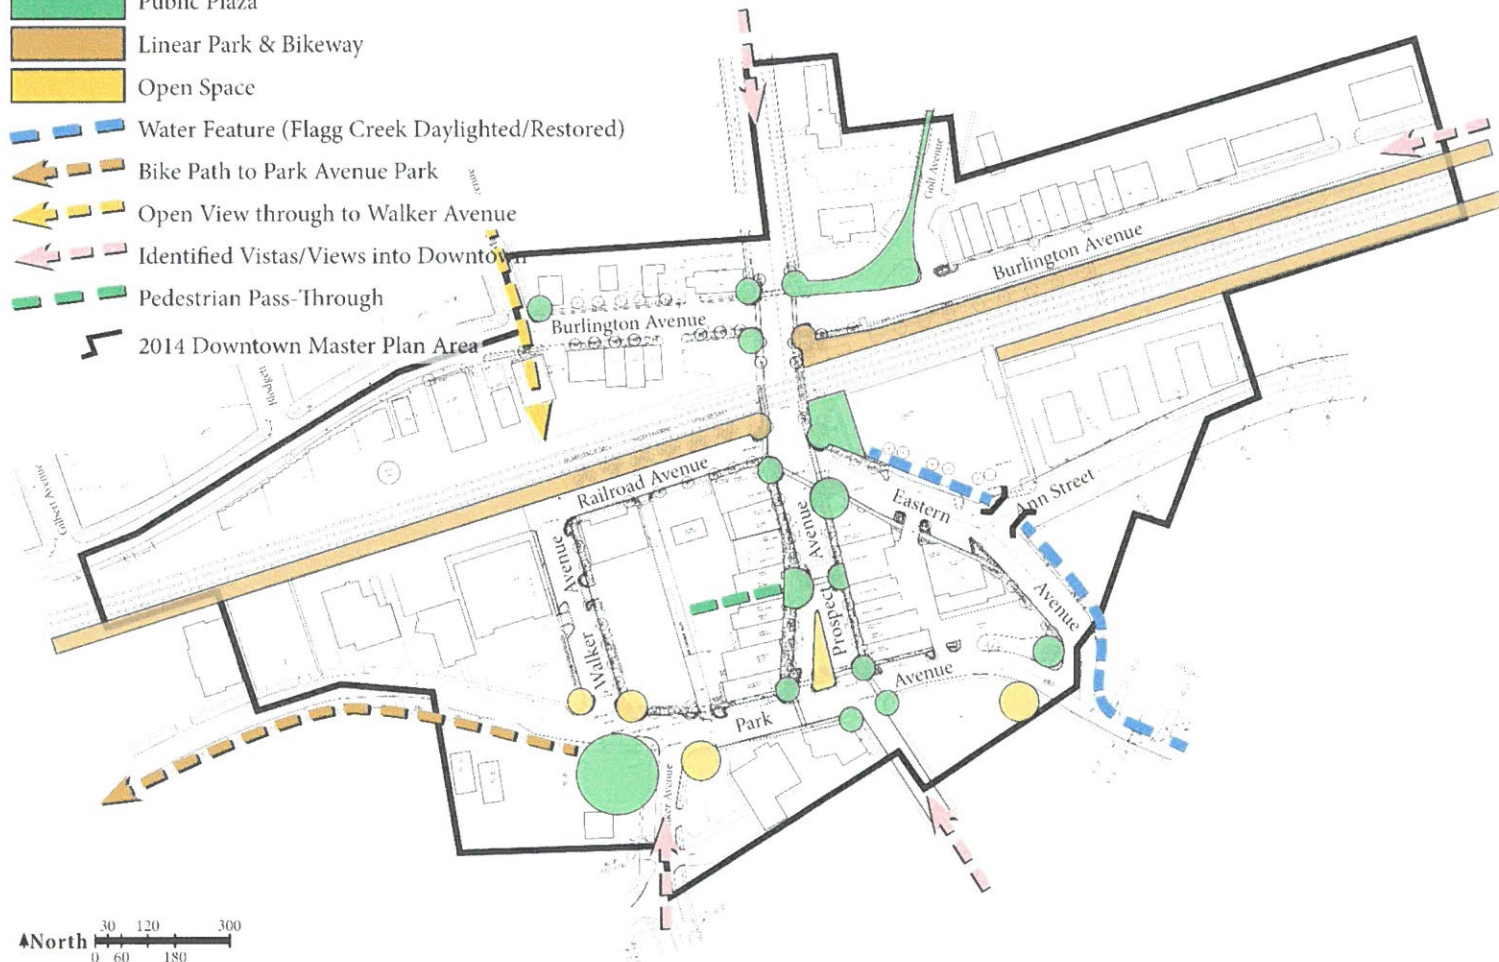 Public Plaza
Linear Park & Bikeway
Open Space
Water Feature (Flagg Creek Daylighted/Restored)
Bike Path to Park Avenue Park
Open View through to Walker Avenue
Identified Vistas/Views into Downtown
Pedestrian Pass-Through
2014 Downtown Master Plan Area
Golf Avenue
Burlington Avenue
Burlington Avenue
Blodgett
Gilbert Avenue
Railroad Avenue
Eastern
Avenue
Ann Street
Walker Avenue
Prospect Avenue
Park
Avenue
North
30 120 300
0 60 180